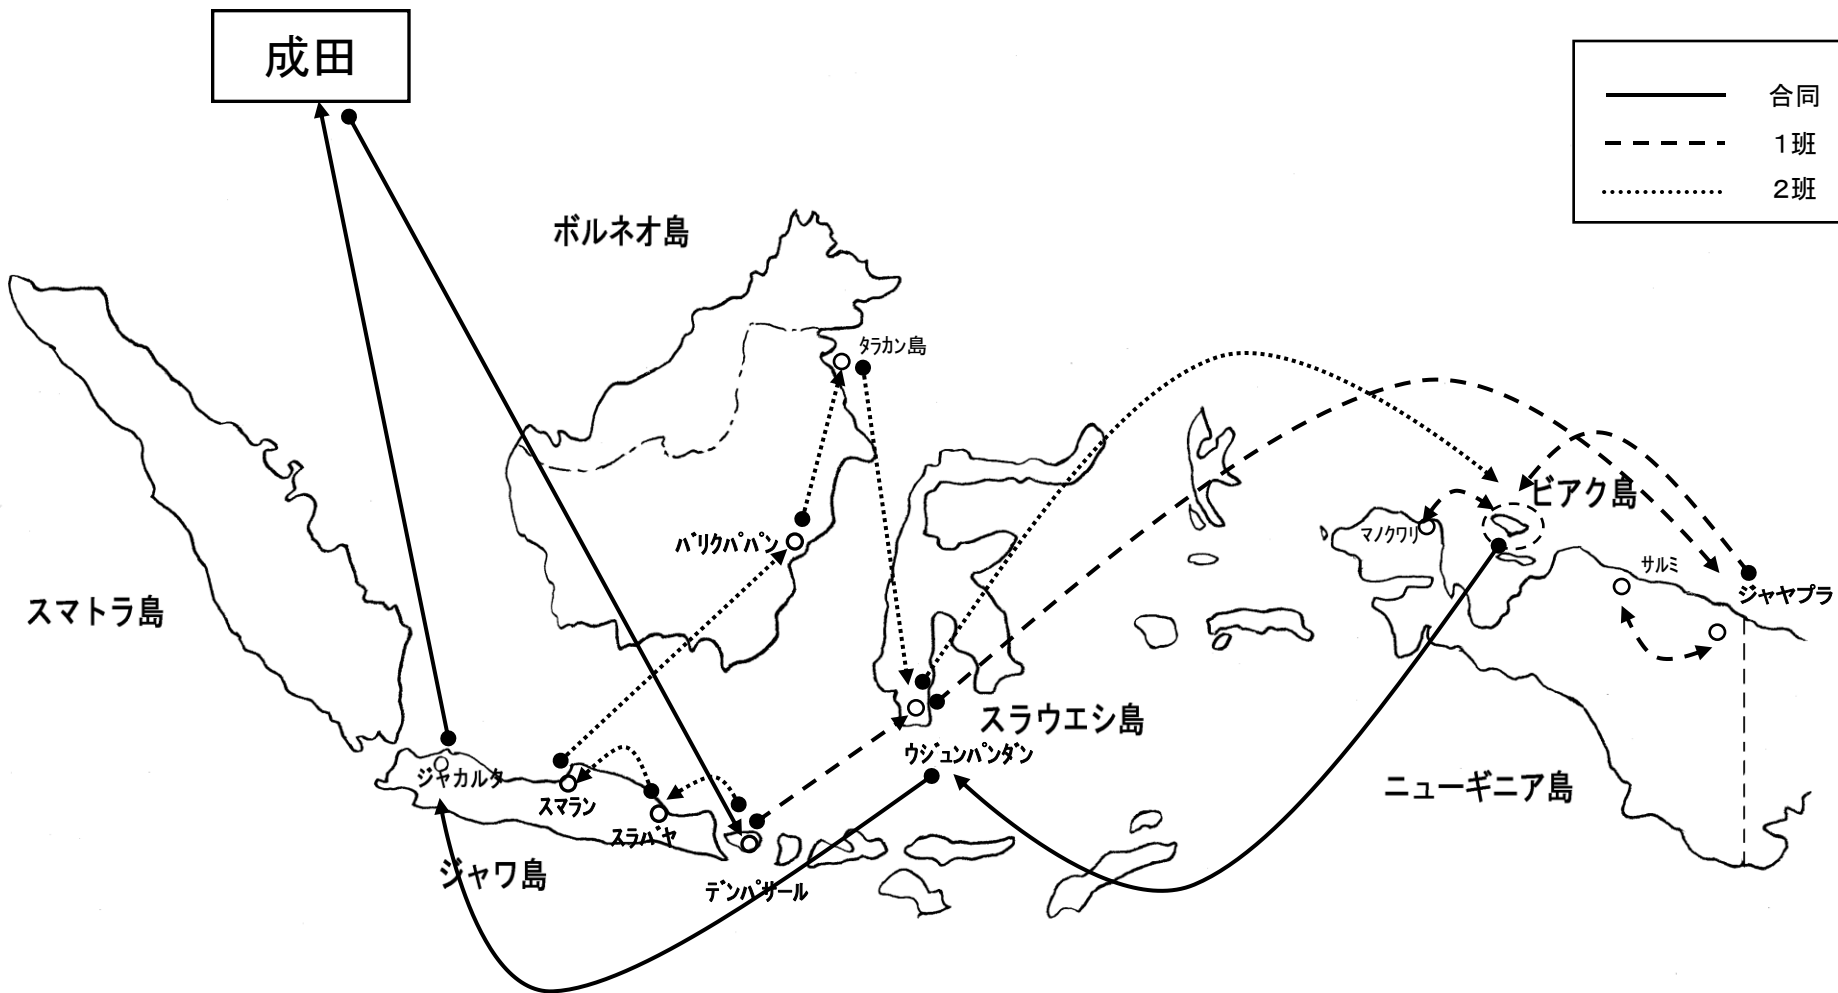 成田
合同
１班
２班
ボルネオ島
ﾀﾗｶﾝ島
ビアク島
ﾏﾉｸﾜﾘ
ﾊﾞﾘｸﾊﾟﾊﾟﾝ
ｻﾙﾐ
ｼﾞｬﾔﾌﾟﾗ
スマトラ島
スラウエシ島
ｳｼﾞｭﾝﾊﾟﾝﾀﾞﾝ
ｼﾞｬｶﾙﾀ
ニューギニア島
ｽﾏﾗﾝ
ｽﾗﾊﾞﾔ
ジャワ島
ﾃﾞﾝﾊﾟｻｰﾙ